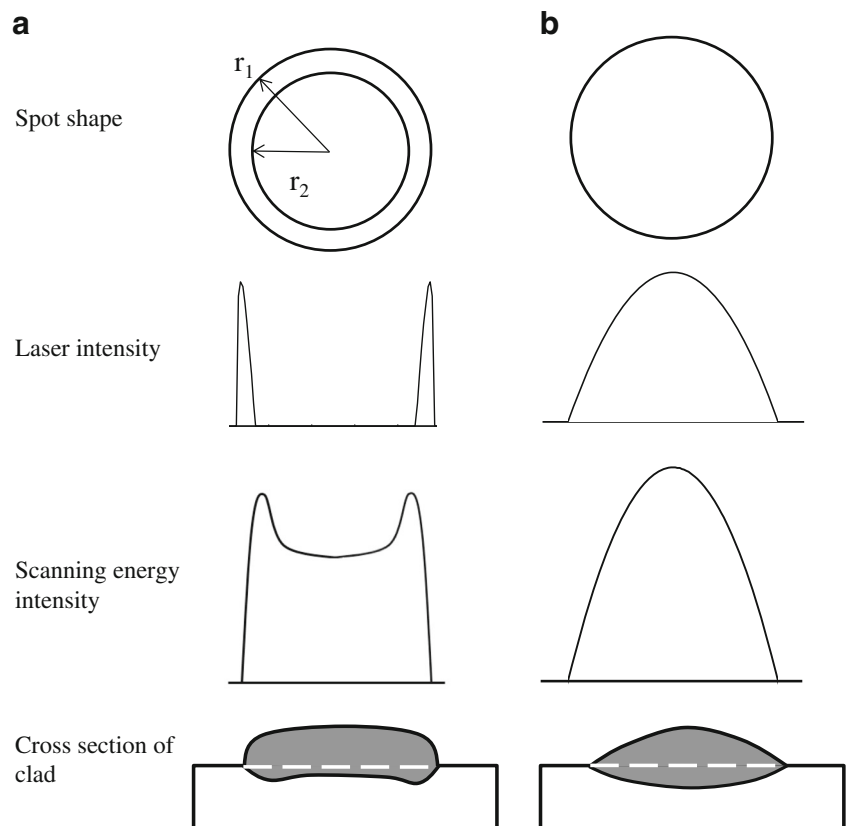 a
b
Spot shape
r₁
r₂
Laser intensity
Scanning energy
intensity
Cross section of
clad